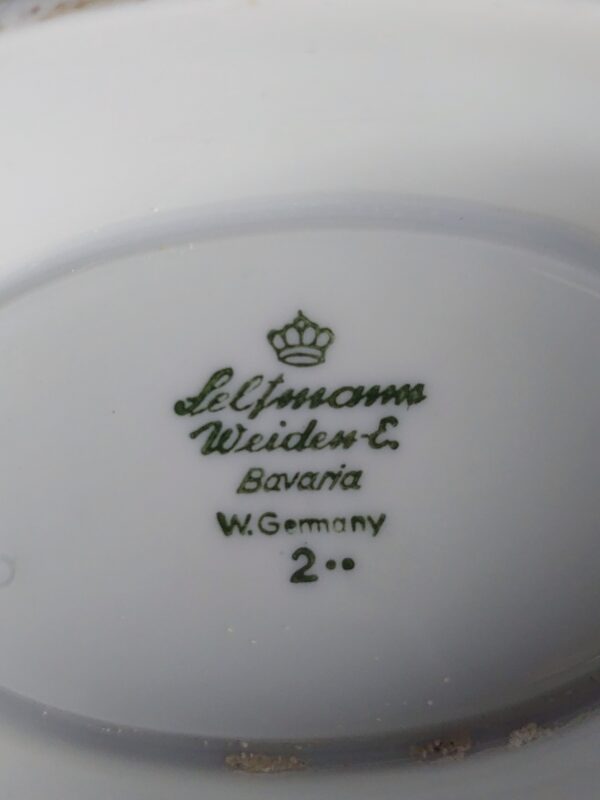 Seltmann
Weiden-E.
Bavaria
W.Germany
2••